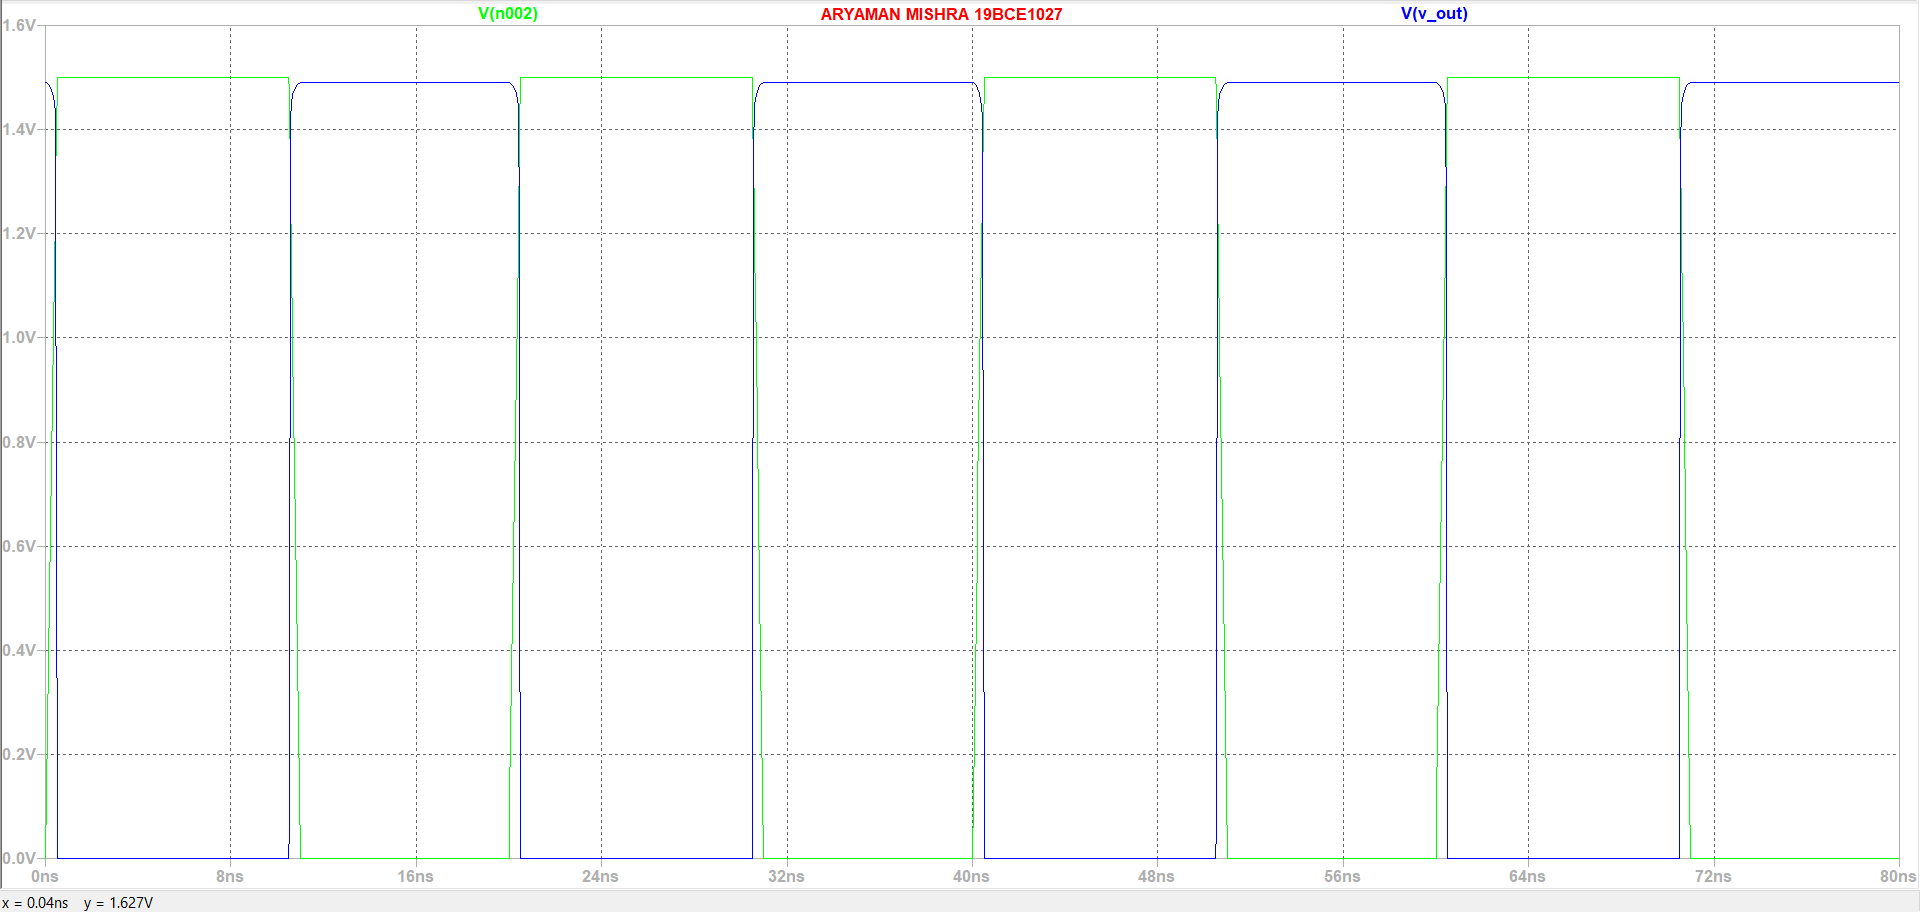 V(n002) ARYAMAN MISHRA 19BCE1027 V(v_out)
1.6V
1.4V
1.2V
1.0V
0.8V
0.6V
0.4V
0.2V
0.0V
0ns 8ns 16ns 24ns 32ns 40ns 48ns 56ns 64ns 72ns 80ns
x = 0.04ns y = 1.627V